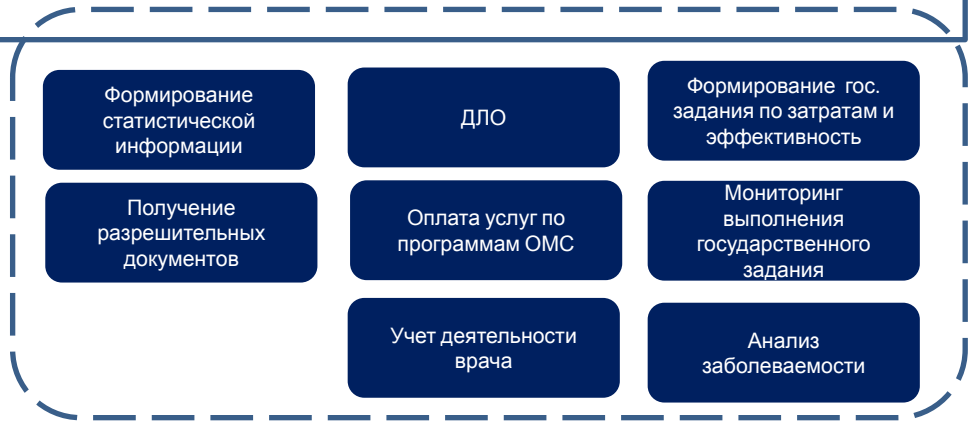 Формирование
статистической
информации
ДЛО
Формирование гос.
задания по затратам и
эффективность
Получение
разрешительных
документов
Оплата услуг по
программам ОМС
Мониторинг
выполнения
государственного
задания
Учет деятельности
врача
Анализ
заболеваемости